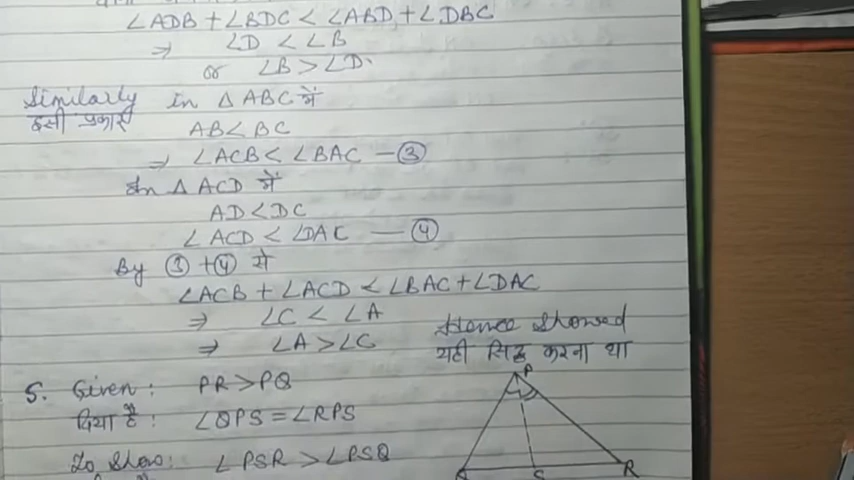 ∠ADB + ∠BDC < ∠ABD + ∠DBC
⇒ ∠D < ∠B
or ∠B > ∠D.
Similarly In Δ ABC में
इसी प्रकार
AB < BC
⇒ ∠ACB < ∠BAC — ③
In Δ ACD में
AD < DC
∠ACD < ∠DAC — ④
By ③ + ④ से
∠ACB + ∠ACD < ∠BAC + ∠DAC
⇒ ∠C < ∠A
⇒ ∠A > ∠C
Hence Showed
यही सिद्ध करना था
5. Given : PR > PQ
दिया है : ∠QPS = ∠RPS
To Show : ∠PSR > ∠PSQ
P
Q S R